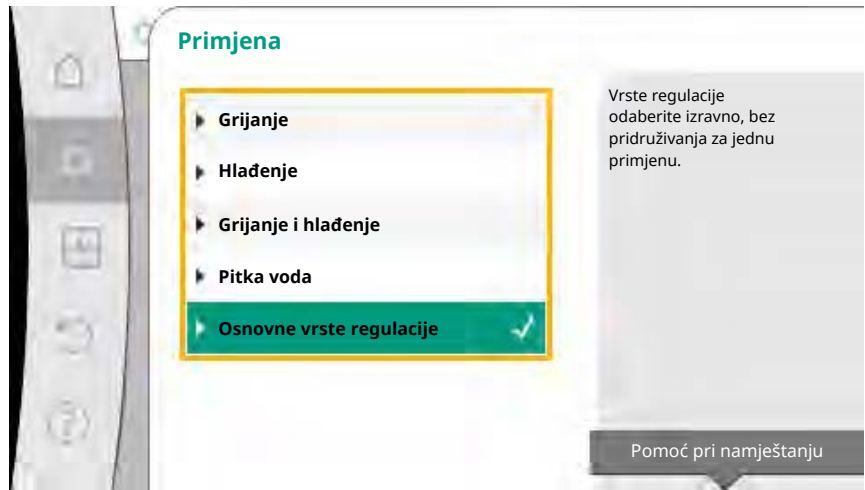 Primjena
Grijanje
Hlađenje
Grijanje i hlađenje
Pitka voda
Osnovne vrste regulacije
Vrste regulacije
odaberite izravno, bez
pridruživanja za jednu
primjenu.
Pomoć pri namještanju